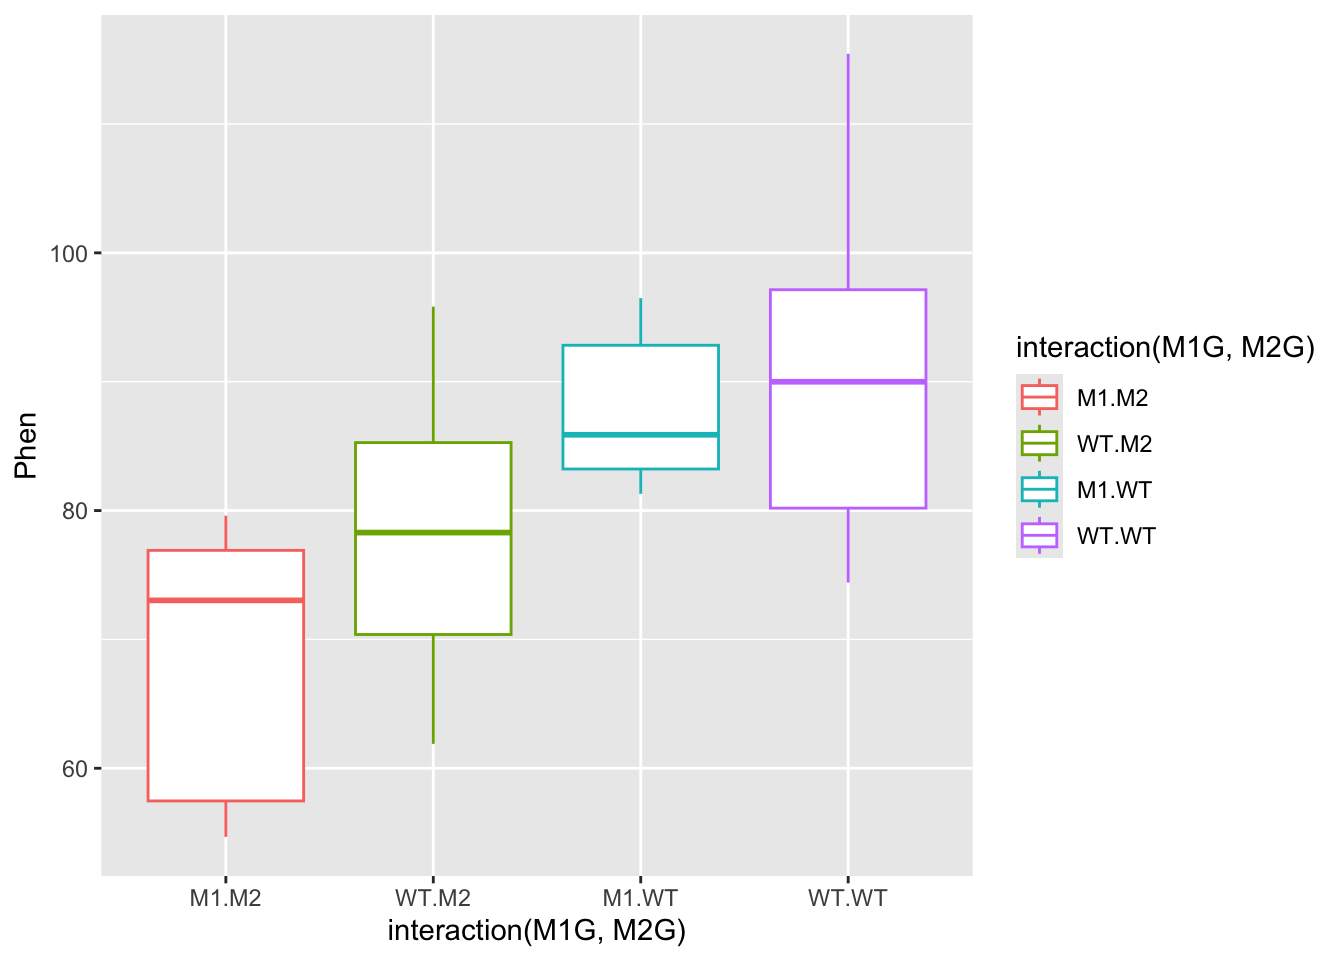 Phen
100
80
60
M1.M2
WT.M2
M1.WT
WT.WT
interaction(M1G, M2G)
interaction(M1G, M2G)
M1.M2
WT.M2
M1.WT
WT.WT